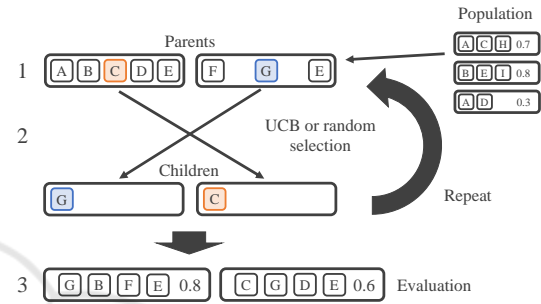 Population
A C H 0.7
B E I 0.8
A D 0.3
Parents
1 A B C D E F G E
2 UCB or random
selection
Children
G C
Repeat
3 G B F E 0.8 C G D E 0.6 Evaluation